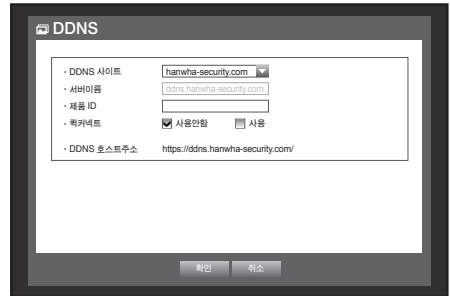 DDNS
· DDNS 사이트 hanwha-security.com
· 서버이름 ddns.hanwha-security.com
· 제품 ID
· 퀵커넥트 사용안함 사용
· DDNS 호스트주소 https://ddns.hanwha-security.com/
확인 취소